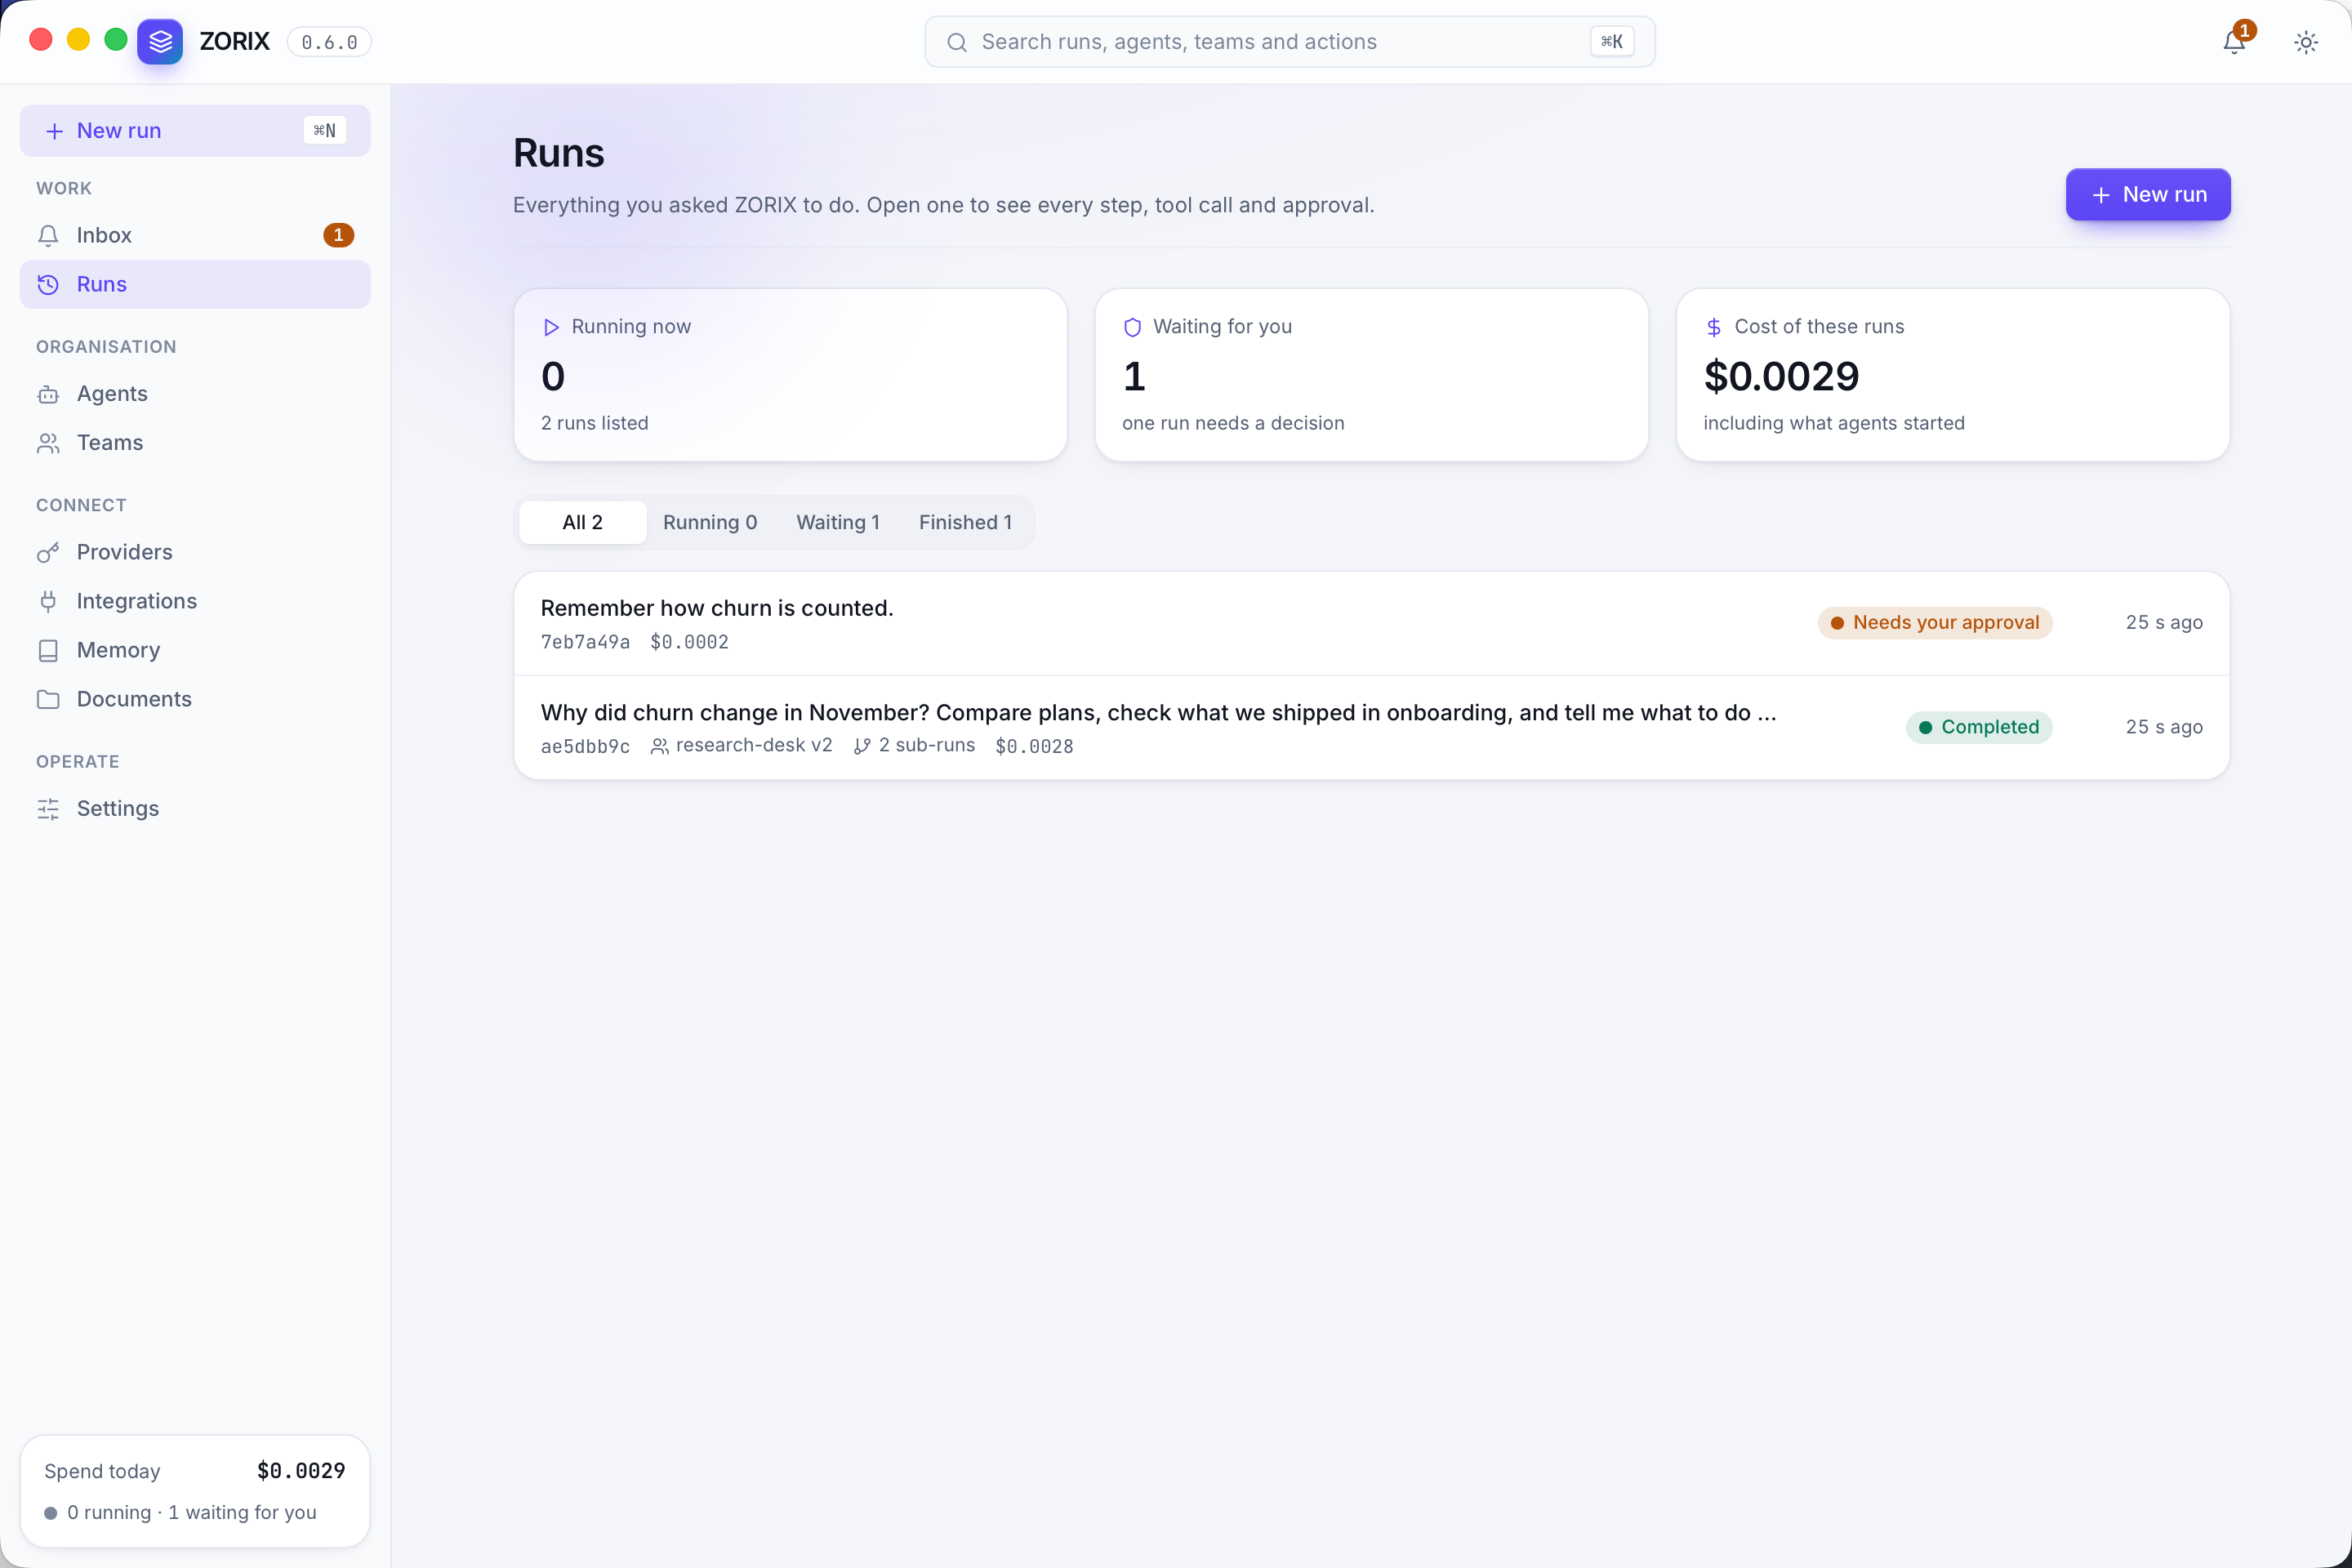 ZORIX 0.6.0
Search runs, agents, teams and actions ⌘K
1
New run ⌘N
WORK
Inbox 1
Runs
ORGANISATION
Agents
Teams
CONNECT
Providers
Integrations
Memory
Documents
OPERATE
Settings
Spend today $0.0029
0 running · 1 waiting for you
Runs
Everything you asked ZORIX to do. Open one to see every step, tool call and approval.
New run
Running now
0
2 runs listed
Waiting for you
1
one run needs a decision
Cost of these runs
$0.0029
including what agents started
All 2 Running 0 Waiting 1 Finished 1
Remember how churn is counted.
7eb7a49a $0.0002
Needs your approval 25 s ago
Why did churn change in November? Compare plans, check what we shipped in onboarding, and tell me what to do ...
ae5dbb9c research-desk v2 2 sub-runs $0.0028
Completed 25 s ago